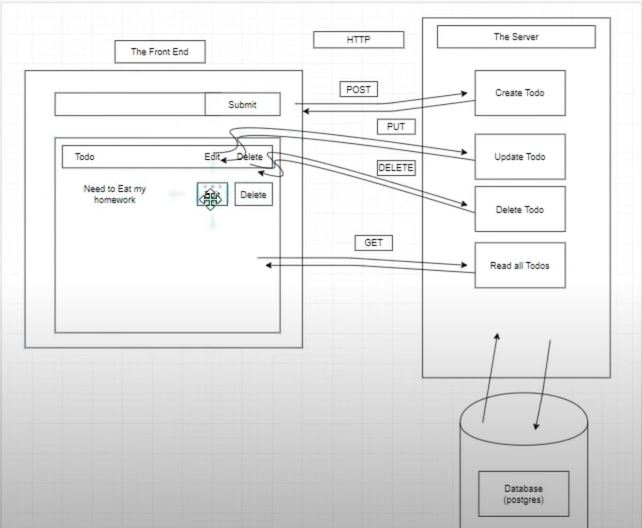 The Front End
HTTP
The Server
Submit
POST
Create Todo
PUT
Todo
Edit
Delete
Update Todo
DELETE
Need to Eat my
homework
Delete
Delete Todo
GET
Read all Todos
Database
(postgres)